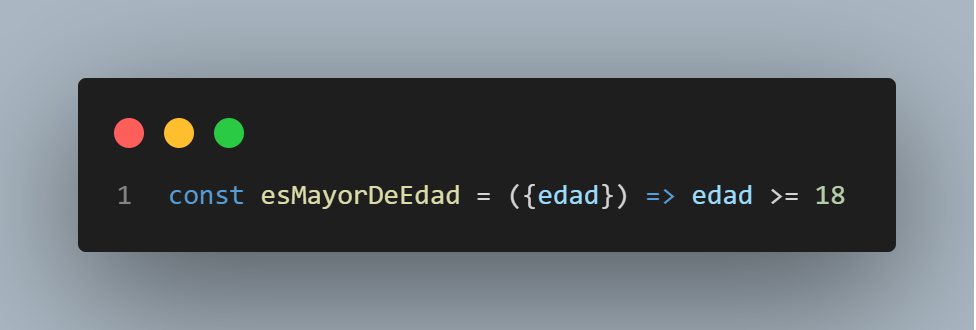 1 const esMayorDeEdad = ({edad}) => edad >= 18